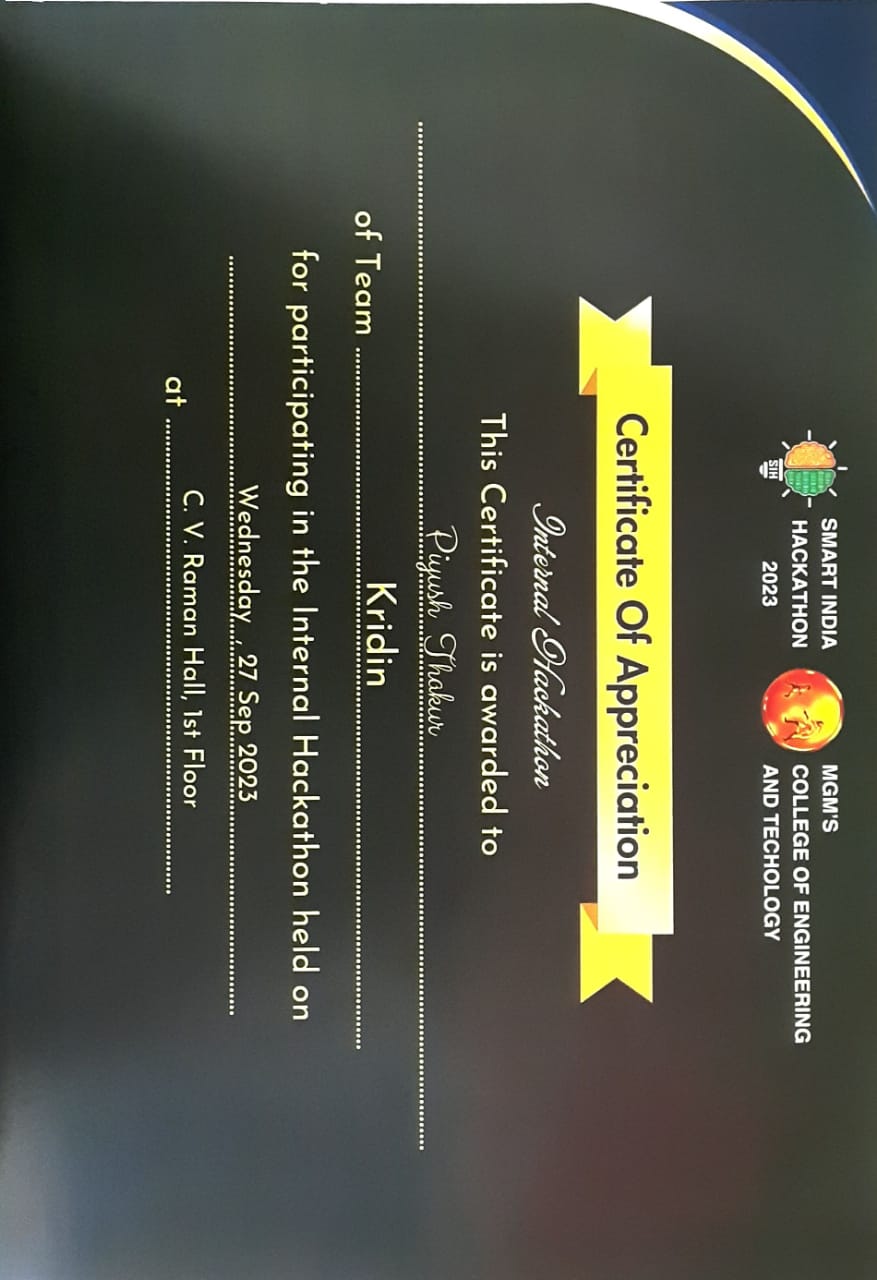 SMART INDIA
HACKATHON
2023
SIH
MGM'S
COLLEGE OF ENGINEERING
AND TECHOLOGY
Certificate Of Appreciation
Internal Hackathon
This Certificate is awarded to
Piyush Thakur
of Team Kridin
for participating in the Internal Hackathon held on
Wednesday , 27 Sep 2023
at C. V. Raman Hall, 1st Floor